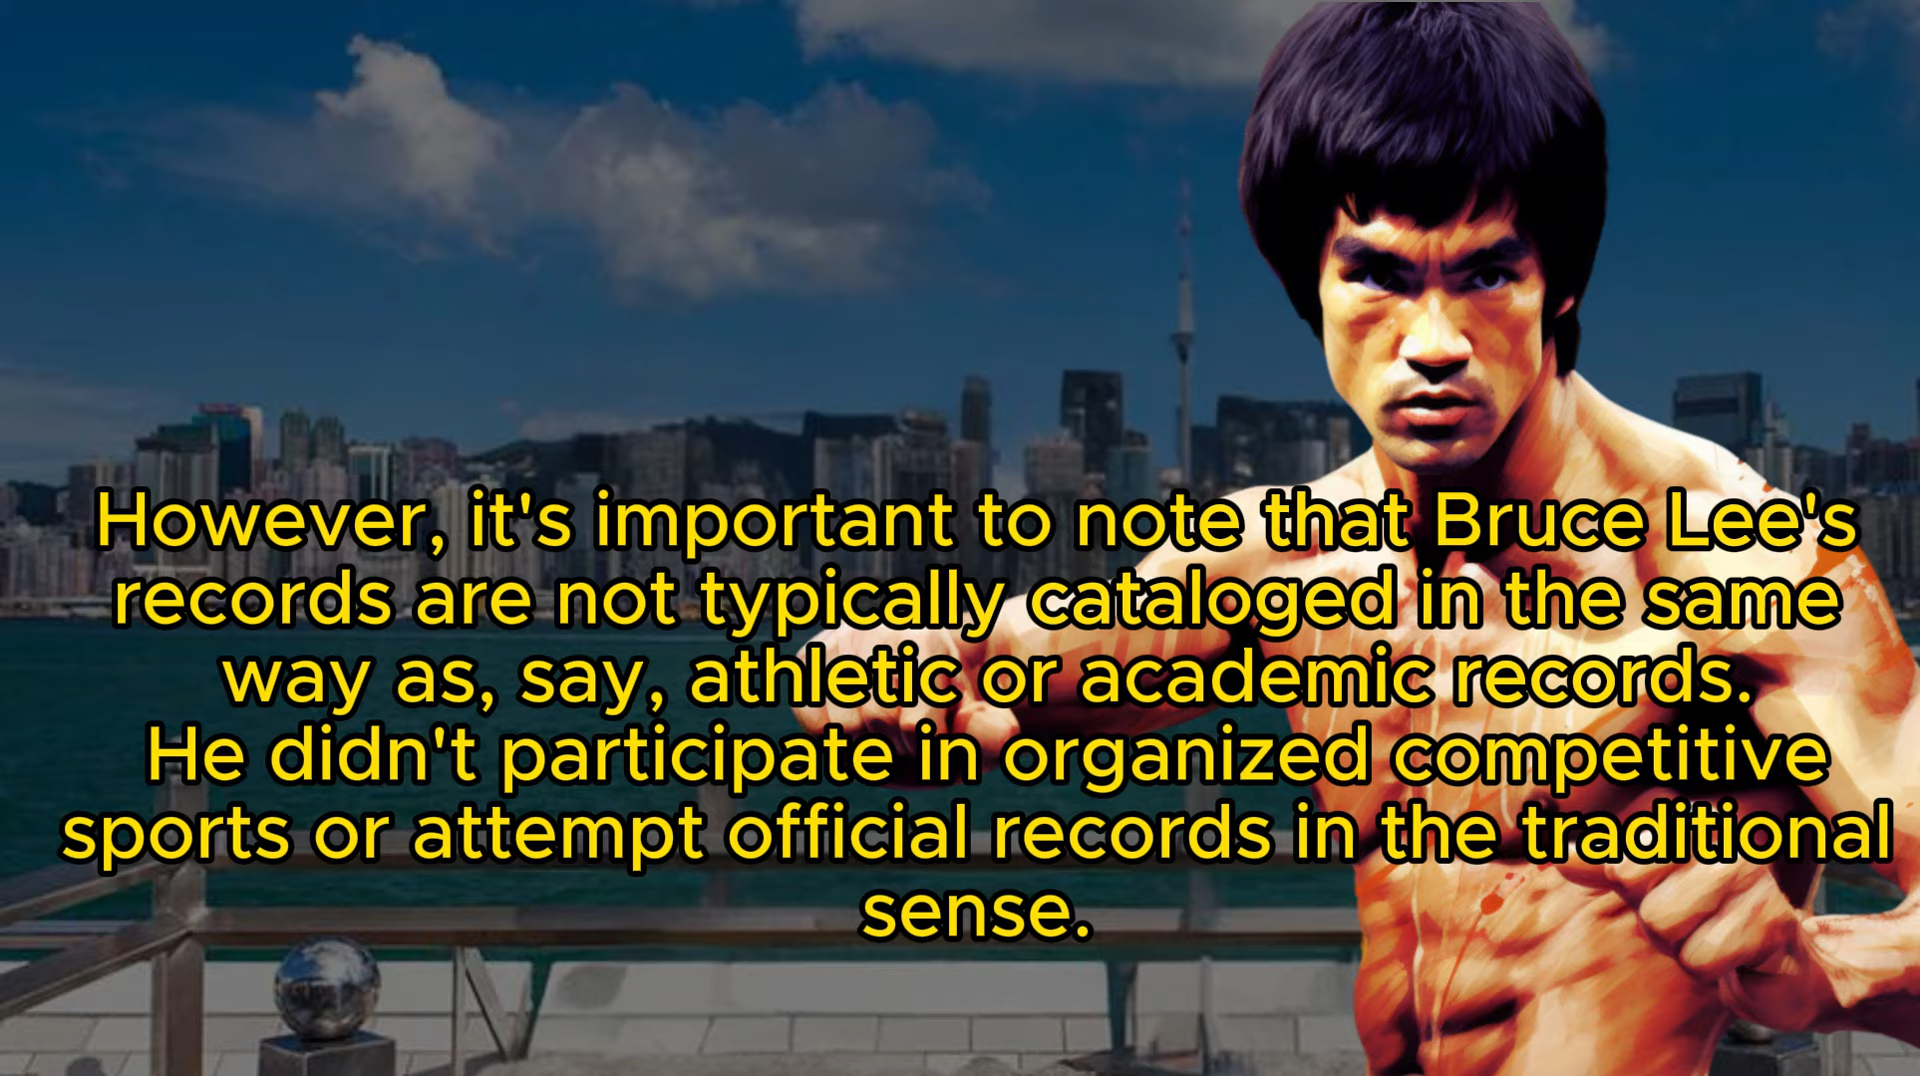 However, it's important to note that Bruce Lee's
records are not typically cataloged in the same
way as, say, athletic or academic records.
He didn't participate in organized competitive
sports or attempt official records in the traditional
sense.